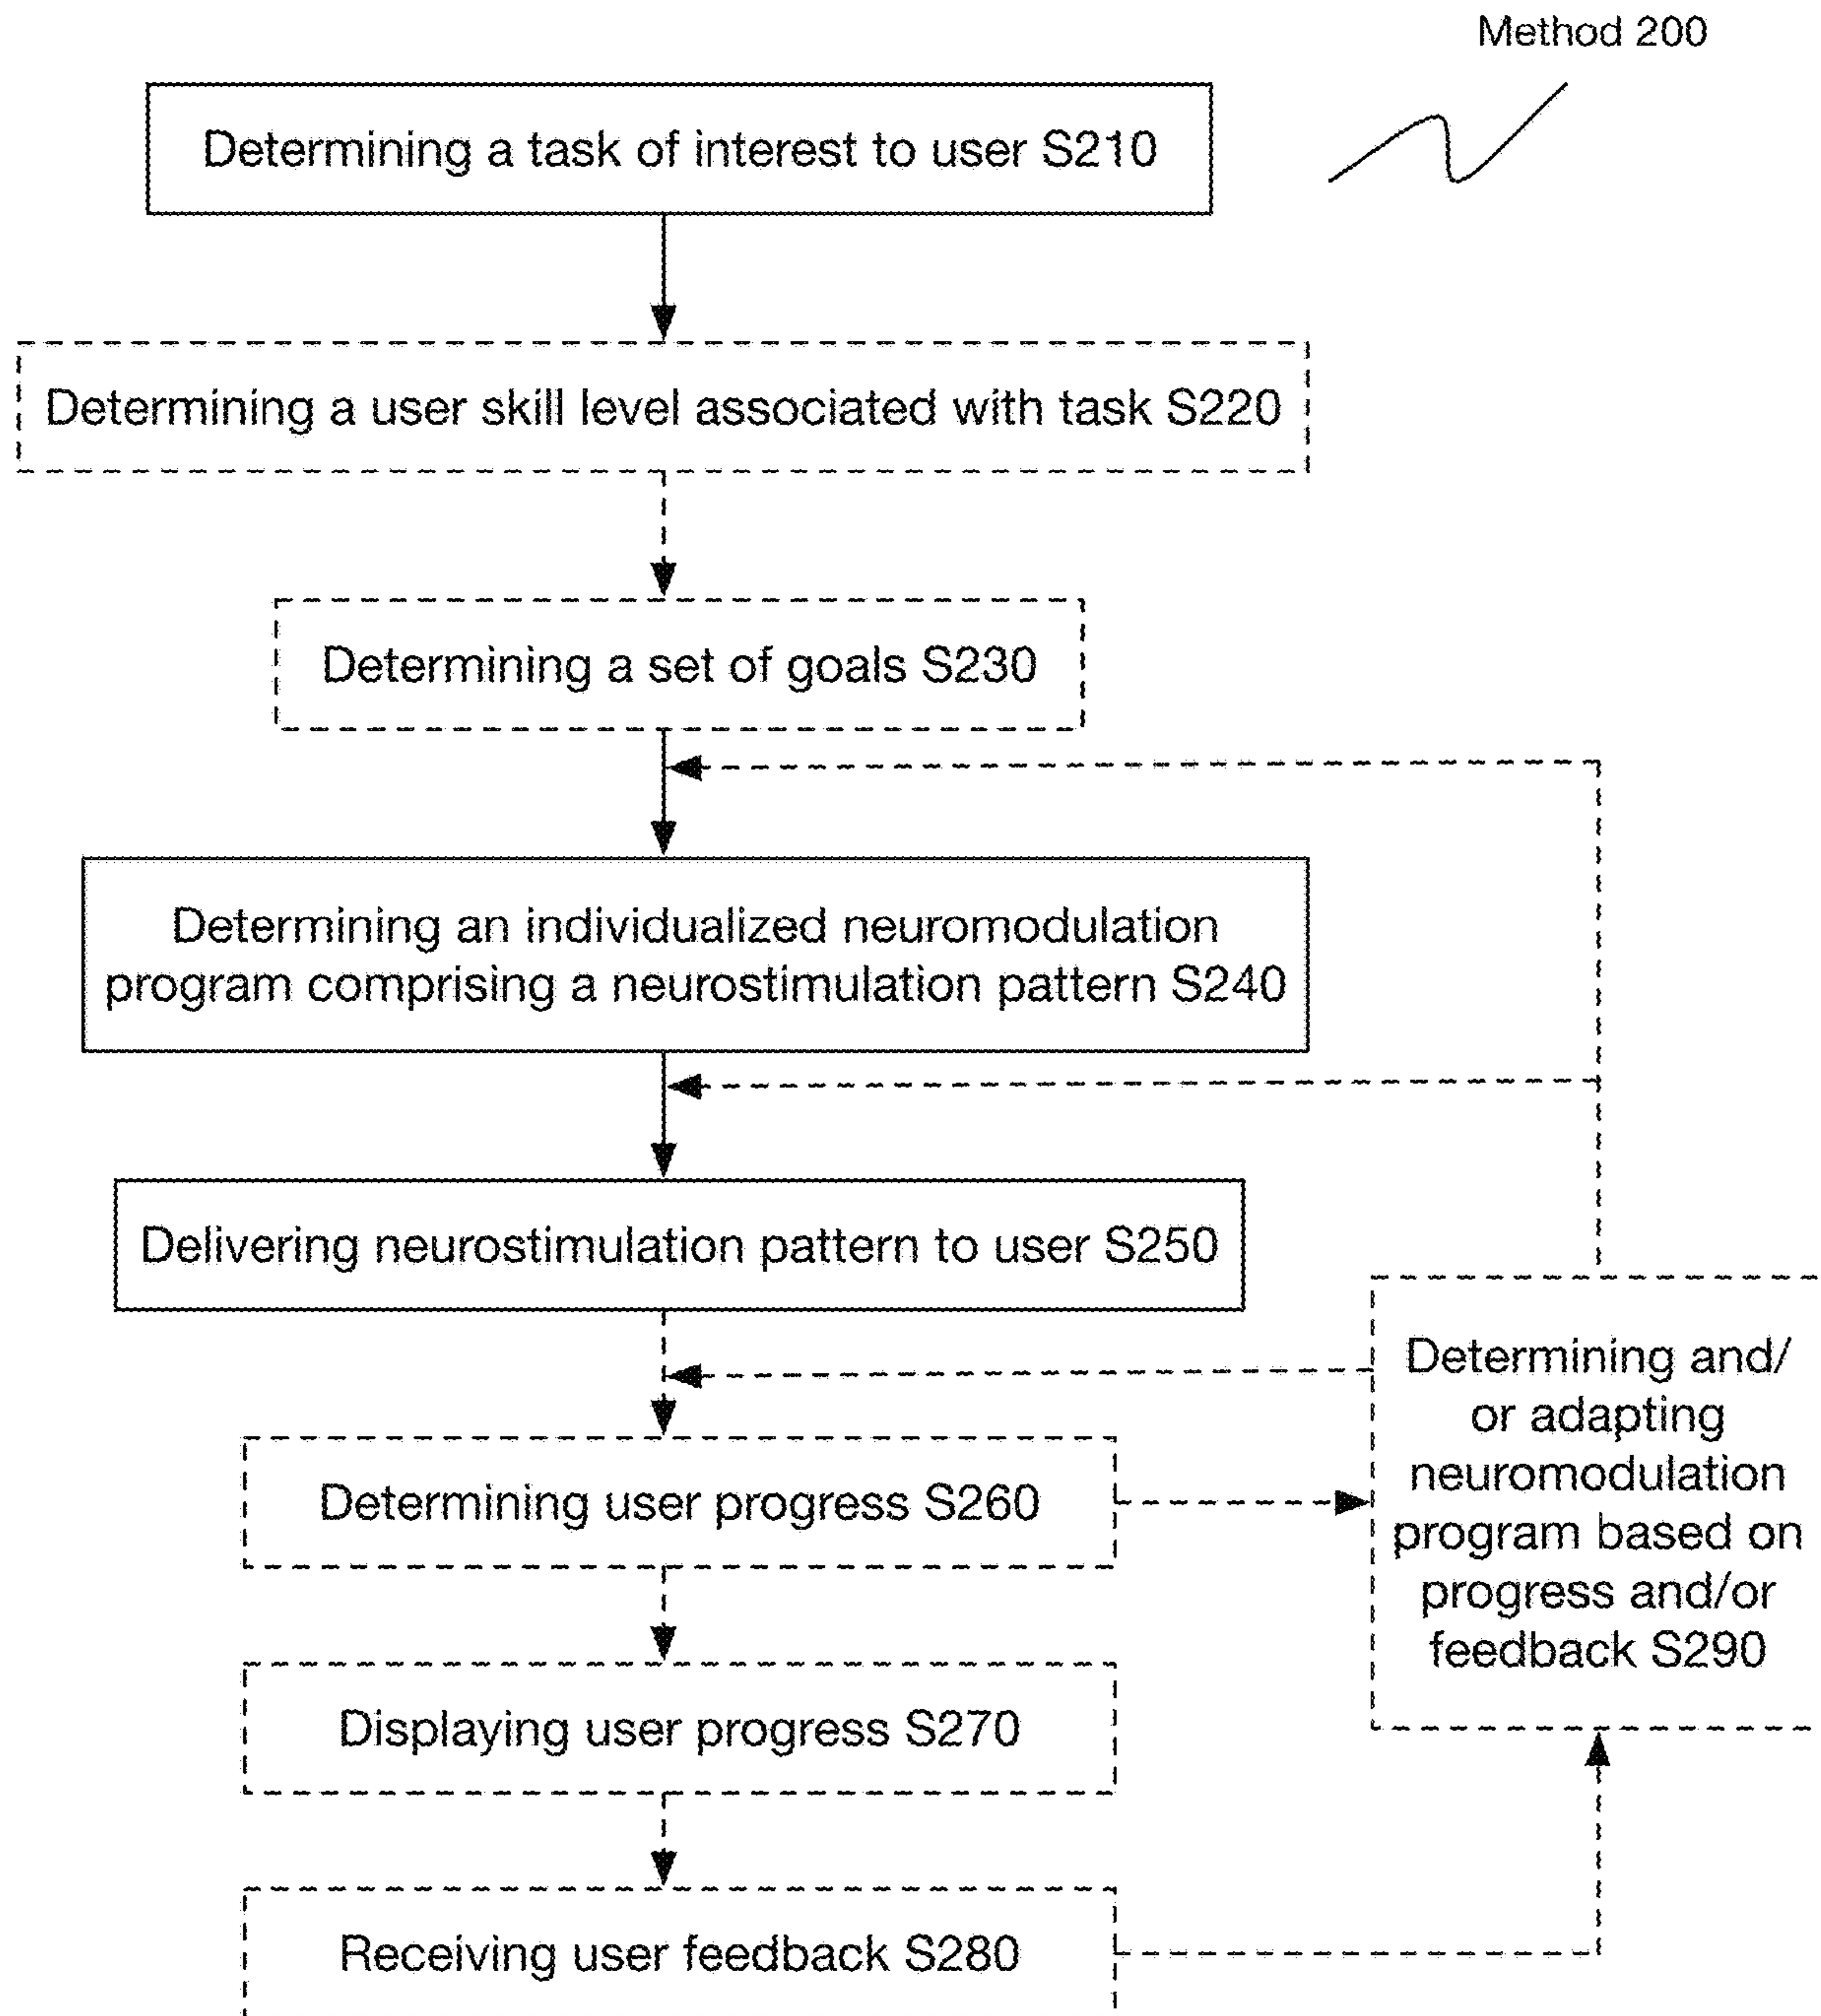 Method 200
Determining a task of interest to user S210
Determining a user skill level associated with task S220
Determining a set of goals S230
Determining an individualized neuromodulation
program comprising a neurostimulation pattern S240
Delivering neurostimulation pattern to user S250
Determining and/
or adapting
neuromodulation
program based on
progress and/or
feedback S290
Determining user progress S260
Displaying user progress S270
Receiving user feedback S280